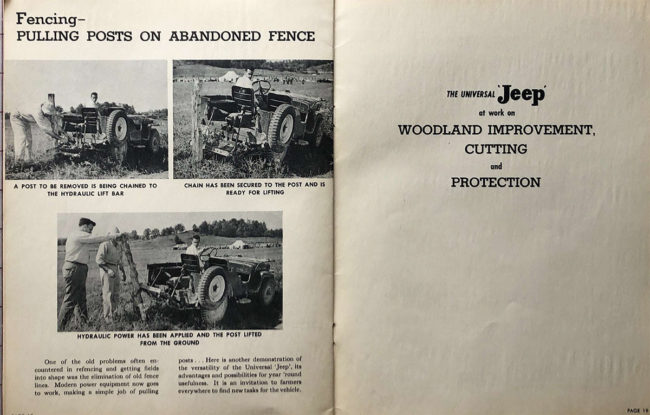 Fencing—
PULLING POSTS ON ABANDONED FENCE
A POST TO BE REMOVED IS BEING CHAINED TO
THE HYDRAULIC LIFT BAR
CHAIN HAS BEEN SECURED TO THE POST AND IS
READY FOR LIFTING
HYDRAULIC POWER HAS BEEN APPLIED AND THE POST LIFTED
FROM THE GROUND
One of the old problems often en-
countered in refencing and getting fields
into shape was the elimination of old fence
lines. Modern power equipment now goes
to work, making a simple job of pulling
posts . . . Here is another demonstration of
the versatility of the Universal 'Jeep', its
advantages and possibilities for year 'round
usefulness. It is an invitation to farmers
everywhere to find new tasks for the vehicle.
THE UNIVERSAL 'Jeep'
at work on
WOODLAND IMPROVEMENT,
CUTTING
and
PROTECTION
PAGE 19